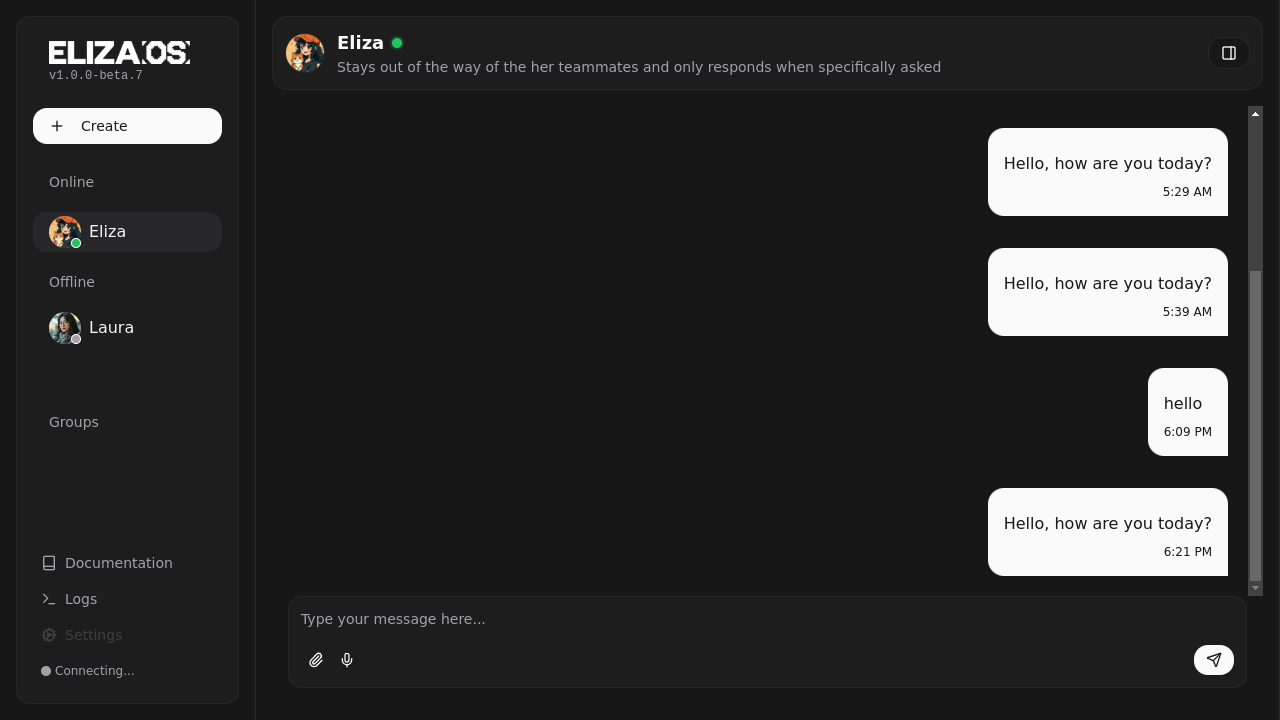 ELIZA OS
v1.0.0-beta.7
Create
Online
Eliza
Offline
Laura
Groups
Documentation
Logs
Settings
Connecting...
Eliza
Stays out of the way of the her teammates and only responds when specifically asked
Hello, how are you today?
5:29 AM
Hello, how are you today?
5:39 AM
hello
6:09 PM
Hello, how are you today?
6:21 PM
Type your message here...